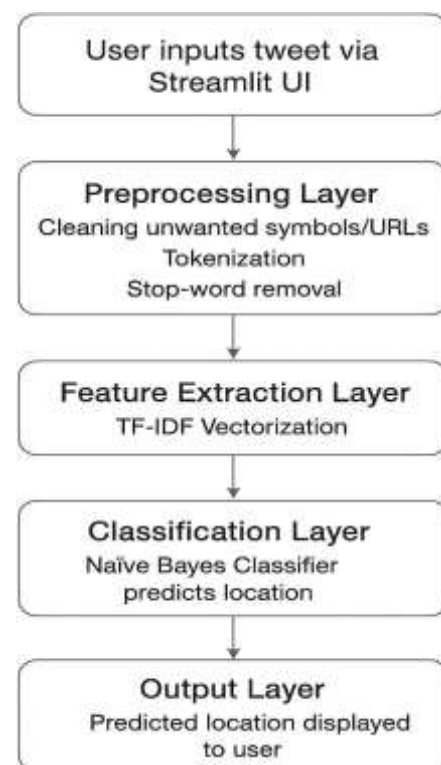 User inputs tweet via
Streamlit UI
Preprocessing Layer
Cleaning unwanted symbols/URLs
Tokenization
Stop-word removal
Feature Extraction Layer
TF-IDF Vectorization
Classification Layer
Naïve Bayes Classifier
predicts location
Output Layer
Predicted location displayed
to user